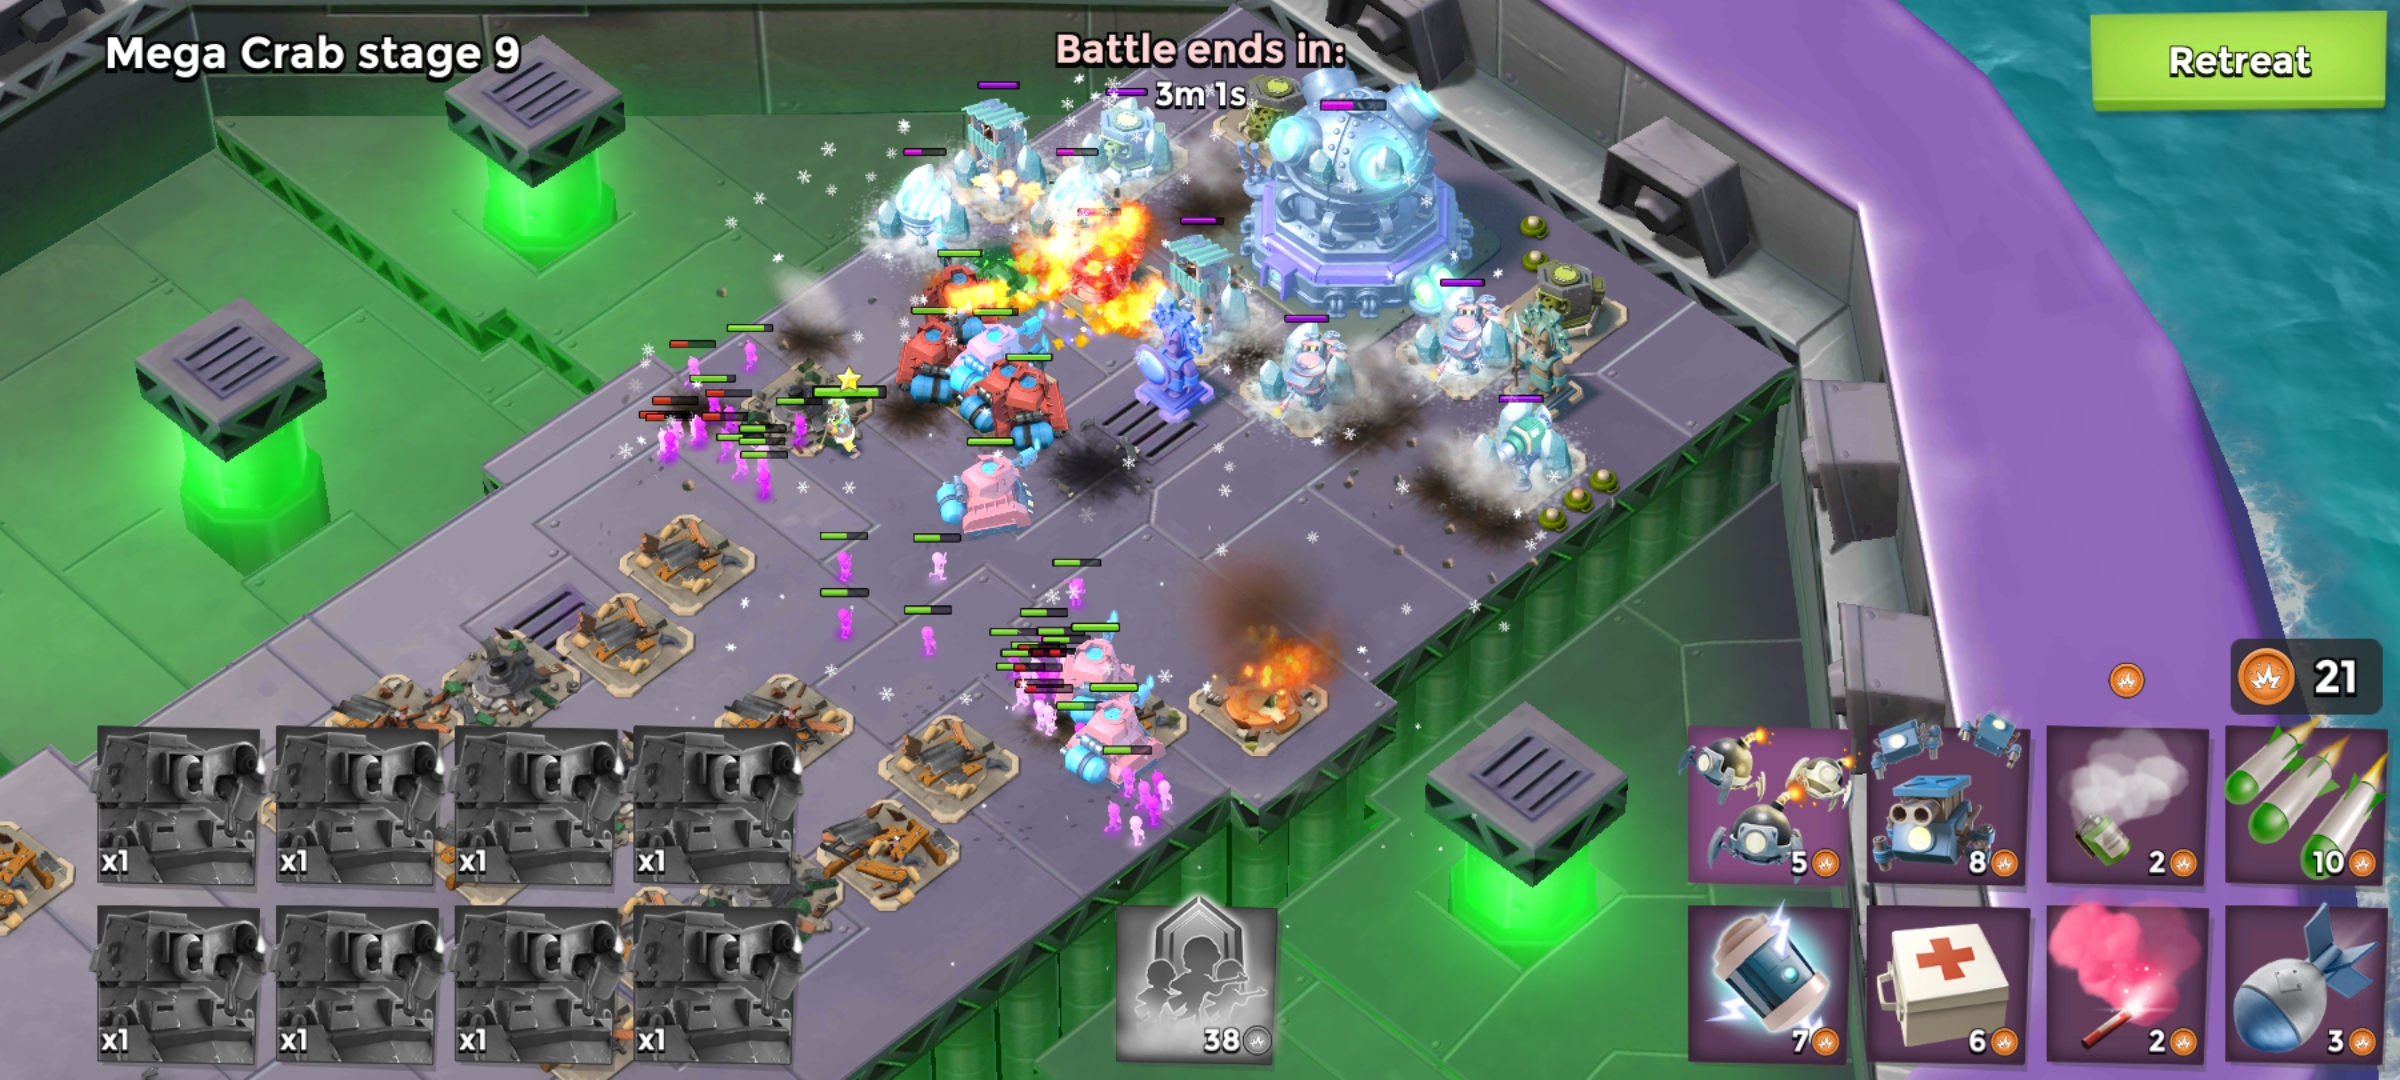 Mega Crab stage 9
Battle ends in:
3m 1s
Retreat
21
x1
x1
x1
x1
5
8
2
10
x1
x1
x1
x1
38
7
6
2
3